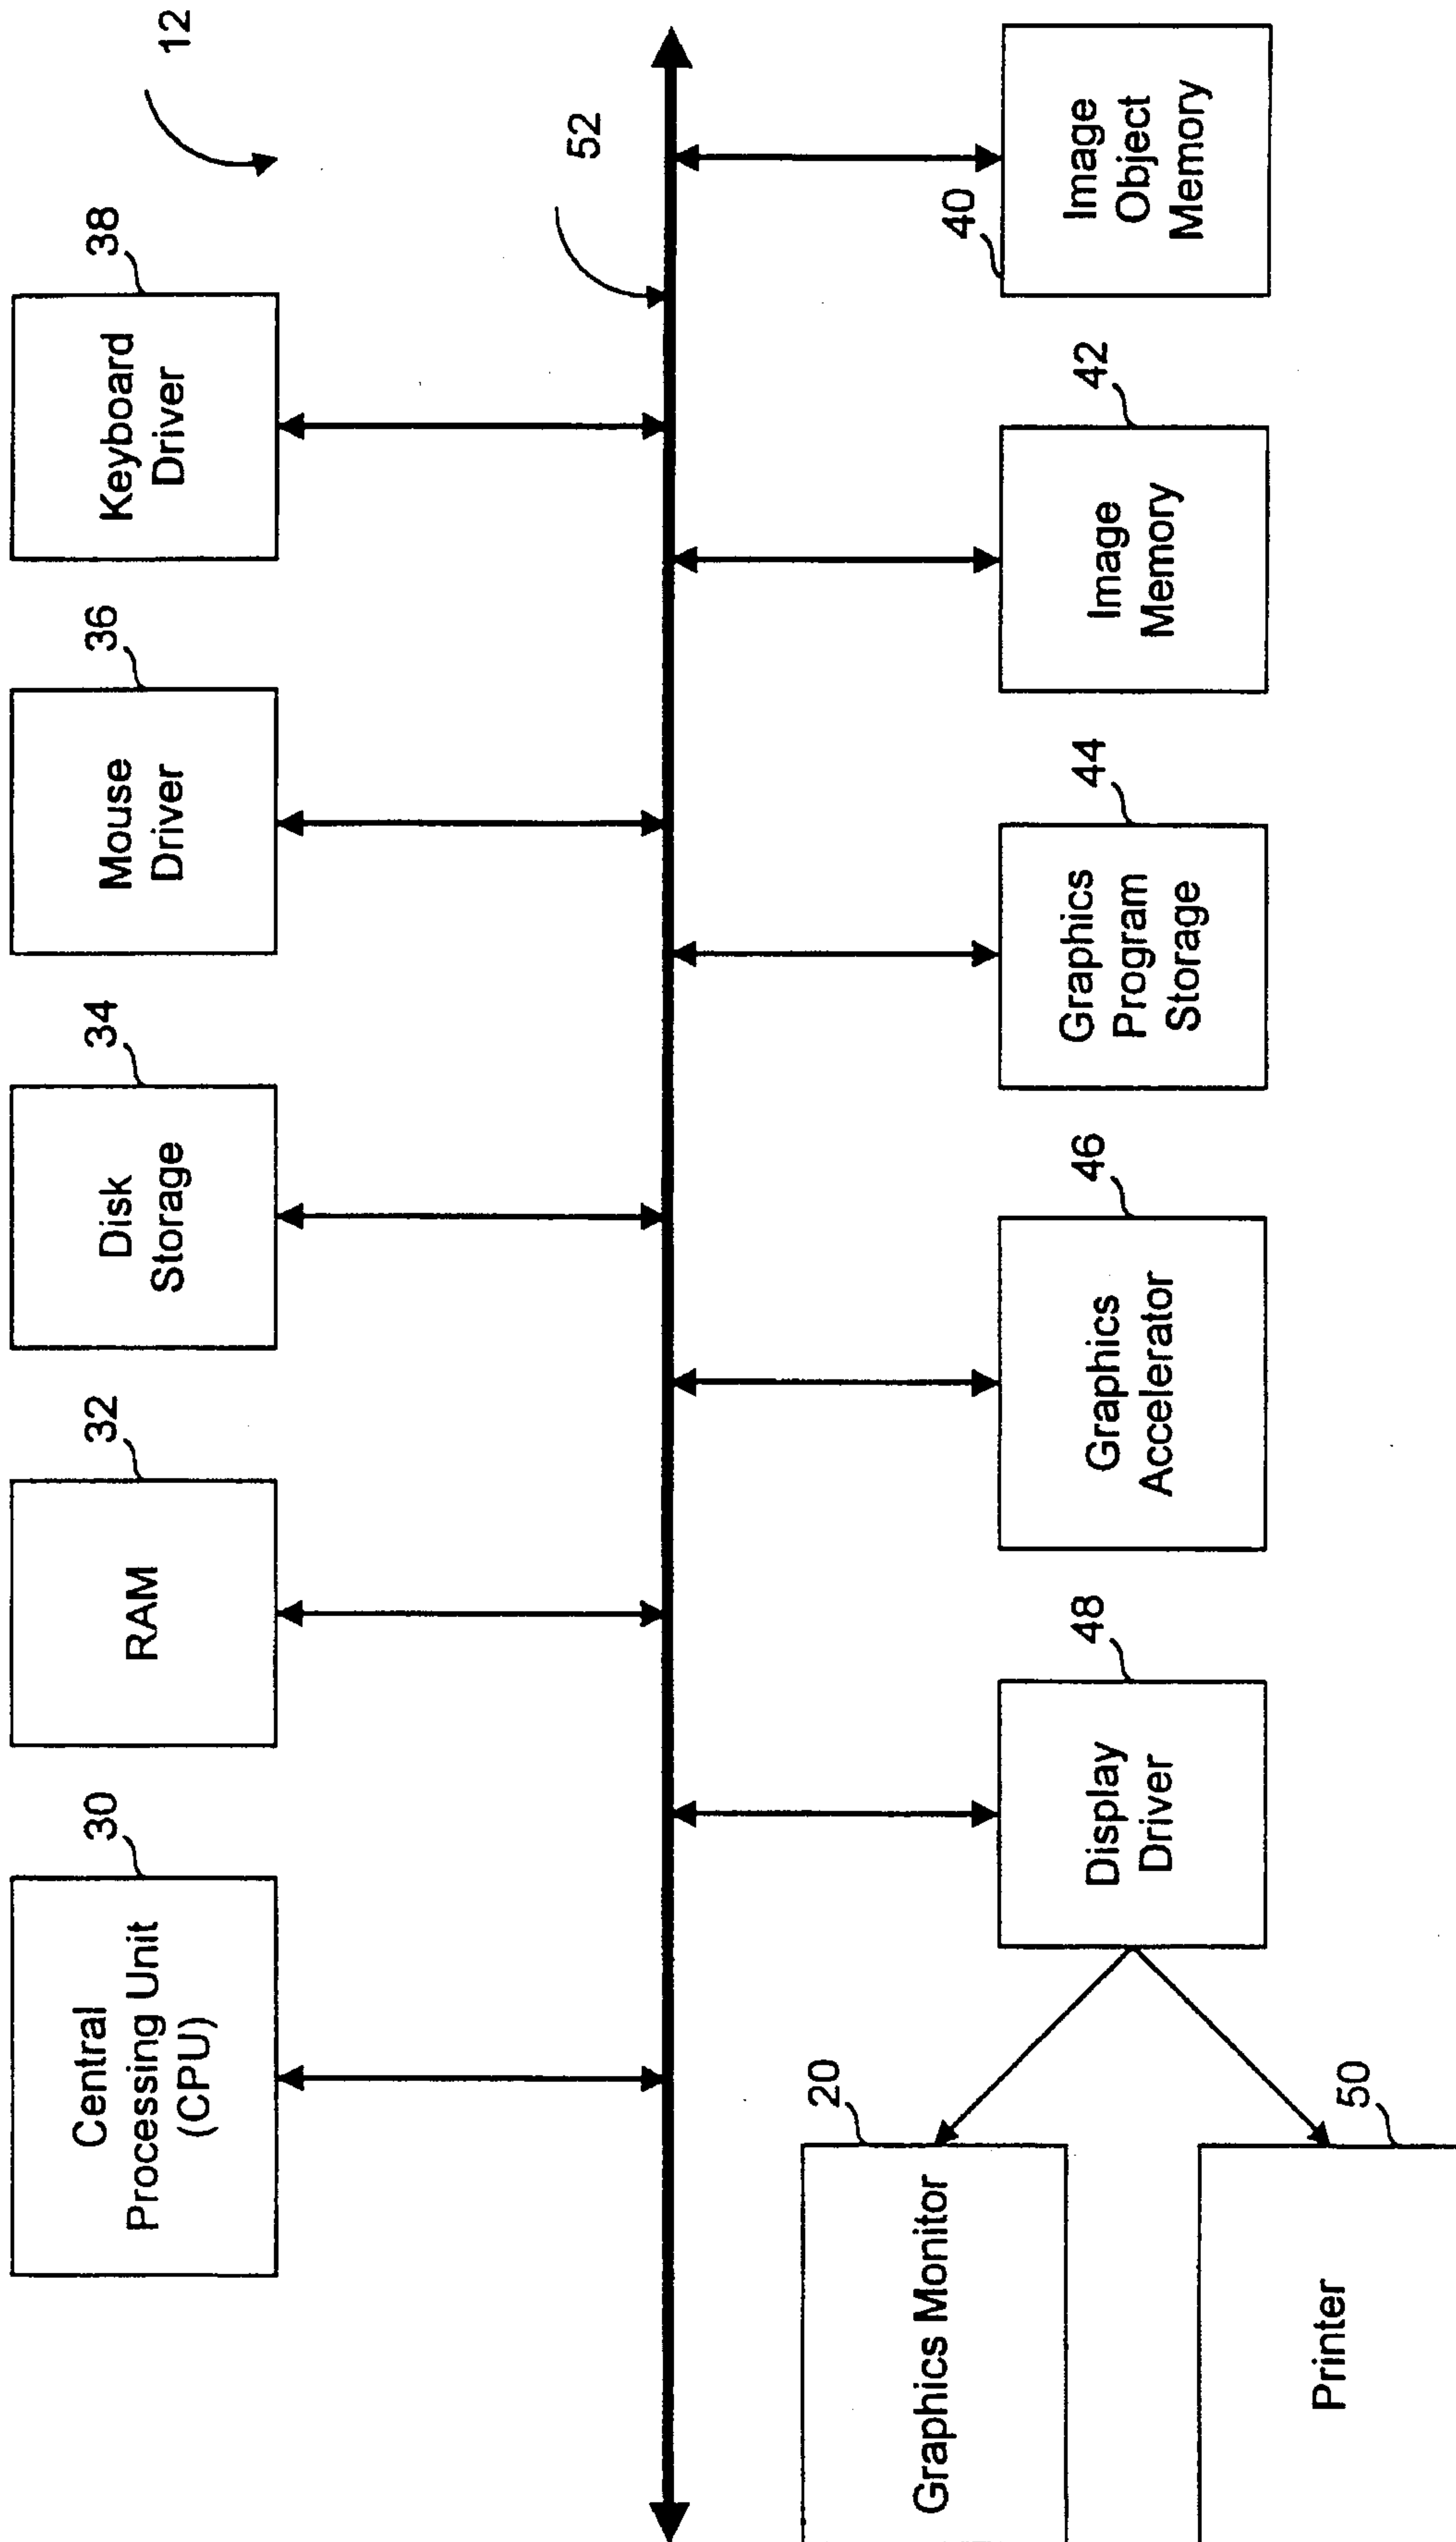 12
30
Central
Processing Unit
(CPU)
32
RAM
34
Disk
Storage
36
Mouse
Driver
38
Keyboard
Driver
52
20
Graphics Monitor
50
Printer
48
Display
Driver
46
Graphics
Accelerator
44
Graphics
Program
Storage
42
Image
Memory
40
Image
Object
Memory